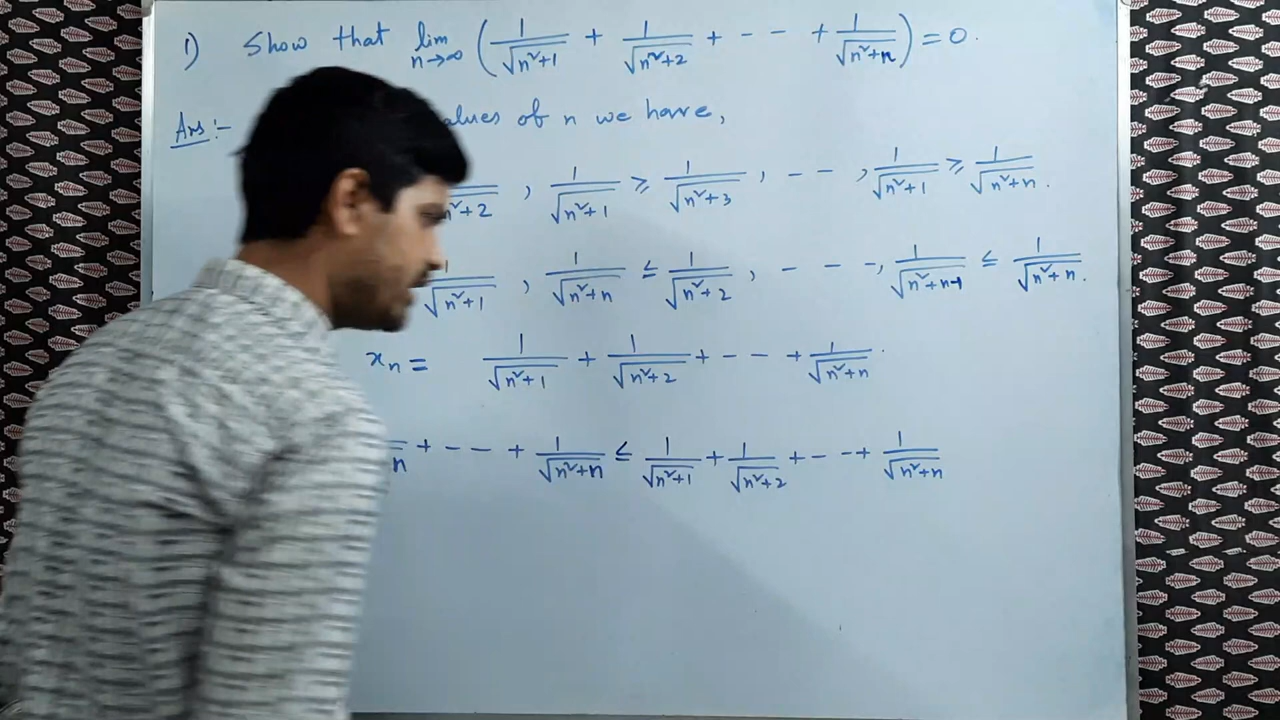 1) Show that lim n→∞ (1/√(n²+1) + 1/√(n²+2) + - - + 1/√(n²+n)) = 0.
Ans:- alues of n we have,
n²+2 , 1/√(n²+1) ≥ 1/√(n²+3) , - - , 1/√(n²+1) ≥ 1/√(n²+n) .
1/√(n²+1) , 1/√(n²+n) ≤ 1/√(n²+2) , - - -, 1/√(n²+n-1) ≤ 1/√(n²+n) .
xₙ = 1/√(n²+1) + 1/√(n²+2) + - - + 1/√(n²+n) .
n + - - + 1/√(n²+n) ≤ 1/√(n²+1) + 1/√(n²+2) + - - + 1/√(n²+n)